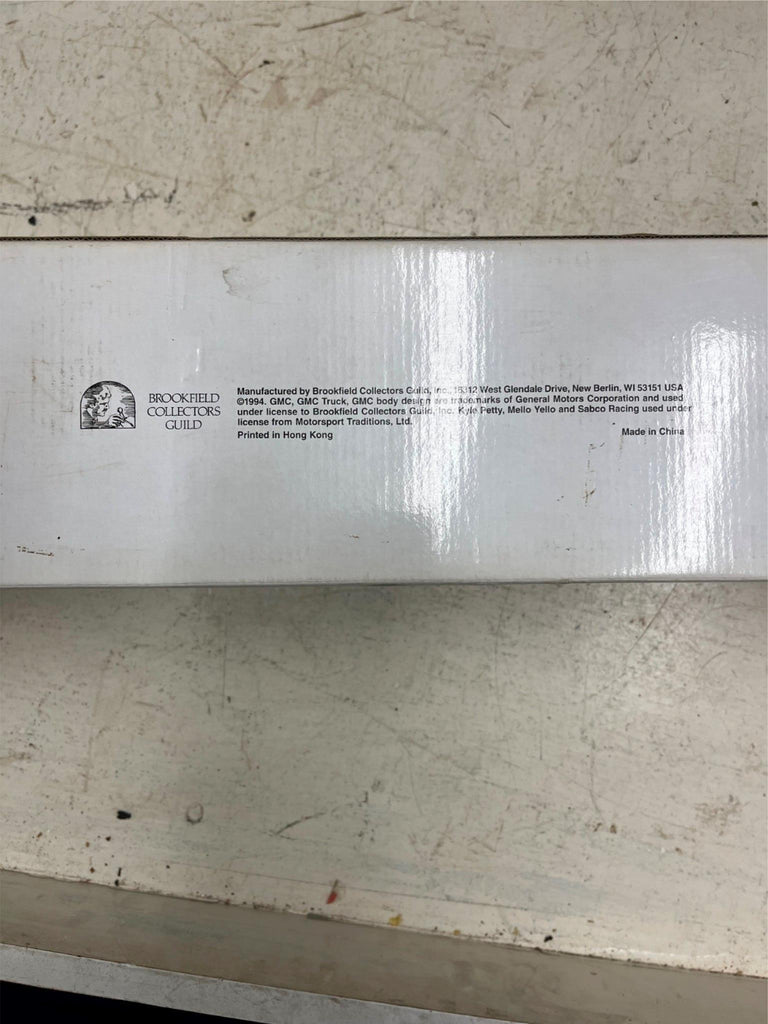 BROOKFIELD
COLLECTORS
GUILD
Manufactured by Brookfield Collectors Guild, Inc., 16312 West Glendale Drive, New Berlin, WI 53151 USA
©1994. GMC, GMC Truck, GMC body design are trademarks of General Motors Corporation and used
under license to Brookfield Collectors Guild, Inc. Kyle Petty, Mello Yello and Sabco Racing used under
license from Motorsport Traditions, Ltd.
Printed in Hong Kong
Made in China